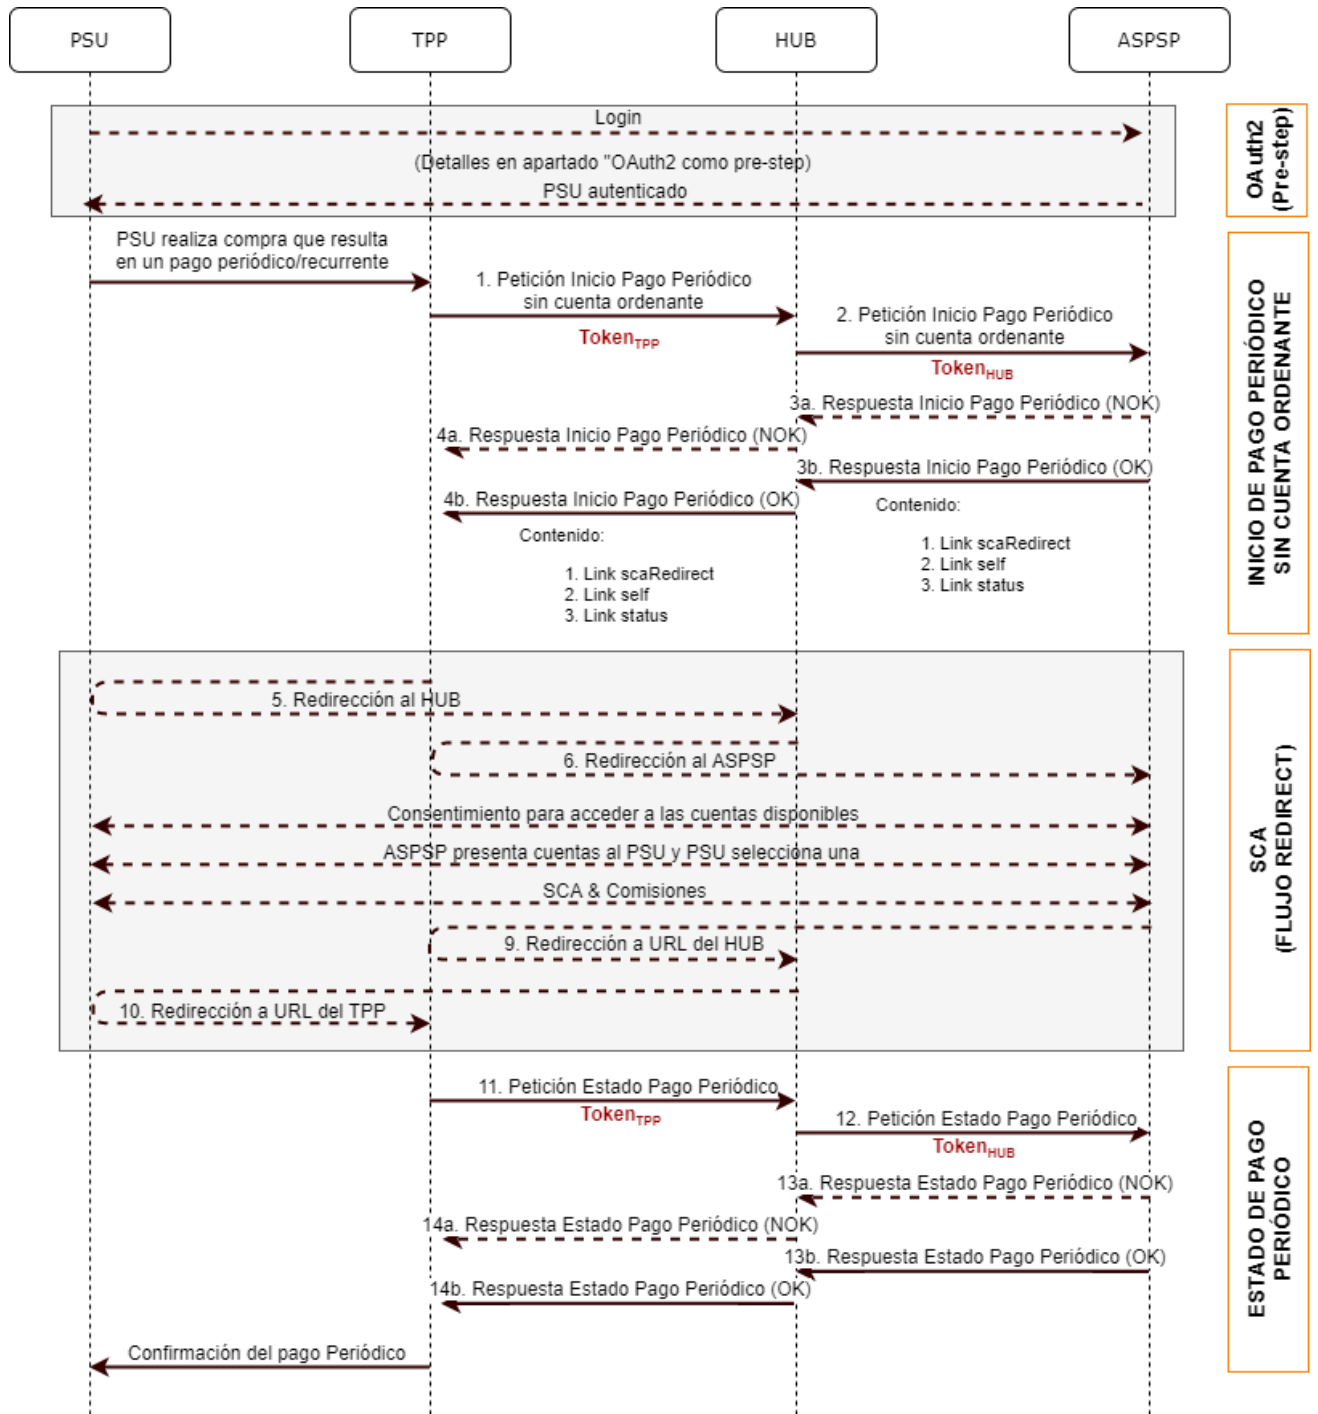 PSU
TPP
HUB
ASPSP
Login
(Detalles en apartado "OAuth2 como pre-step)
PSU autenticado
OAuth2
(Pre-step)
PSU realiza compra que resulta
en un pago periódico/recurrente
1. Petición Inicio Pago Periódico
sin cuenta ordenante
Token TPP
2. Petición Inicio Pago Periódico
sin cuenta ordenante
Token HUB
3a. Respuesta Inicio Pago Periódico (NOK)
4a. Respuesta Inicio Pago Periódico (NOK)
3b. Respuesta Inicio Pago Periódico (OK)
4b. Respuesta Inicio Pago Periódico (OK)
Contenido:
1. Link scaRedirect
2. Link self
3. Link status
Contenido:
1. Link scaRedirect
2. Link self
3. Link status
INICIO DE PAGO PERIÓDICO
SIN CUENTA ORDENANTE
5. Redirección al HUB
6. Redirección al ASPSP
Consentimiento para acceder a las cuentas disponibles
ASPSP presenta cuentas al PSU y PSU selecciona una
SCA & Comisiones
9. Redirección a URL del HUB
10. Redirección a URL del TPP
SCA
(FLUJO REDIRECT)
11. Petición Estado Pago Periódico
Token TPP
12. Petición Estado Pago Periódico
Token HUB
13a. Respuesta Estado Pago Periódico (NOK)
14a. Respuesta Estado Pago Periódico (NOK)
13b. Respuesta Estado Pago Periódico (OK)
14b. Respuesta Estado Pago Periódico (OK)
Confirmación del pago Periódico
ESTADO DE PAGO
PERIÓDICO